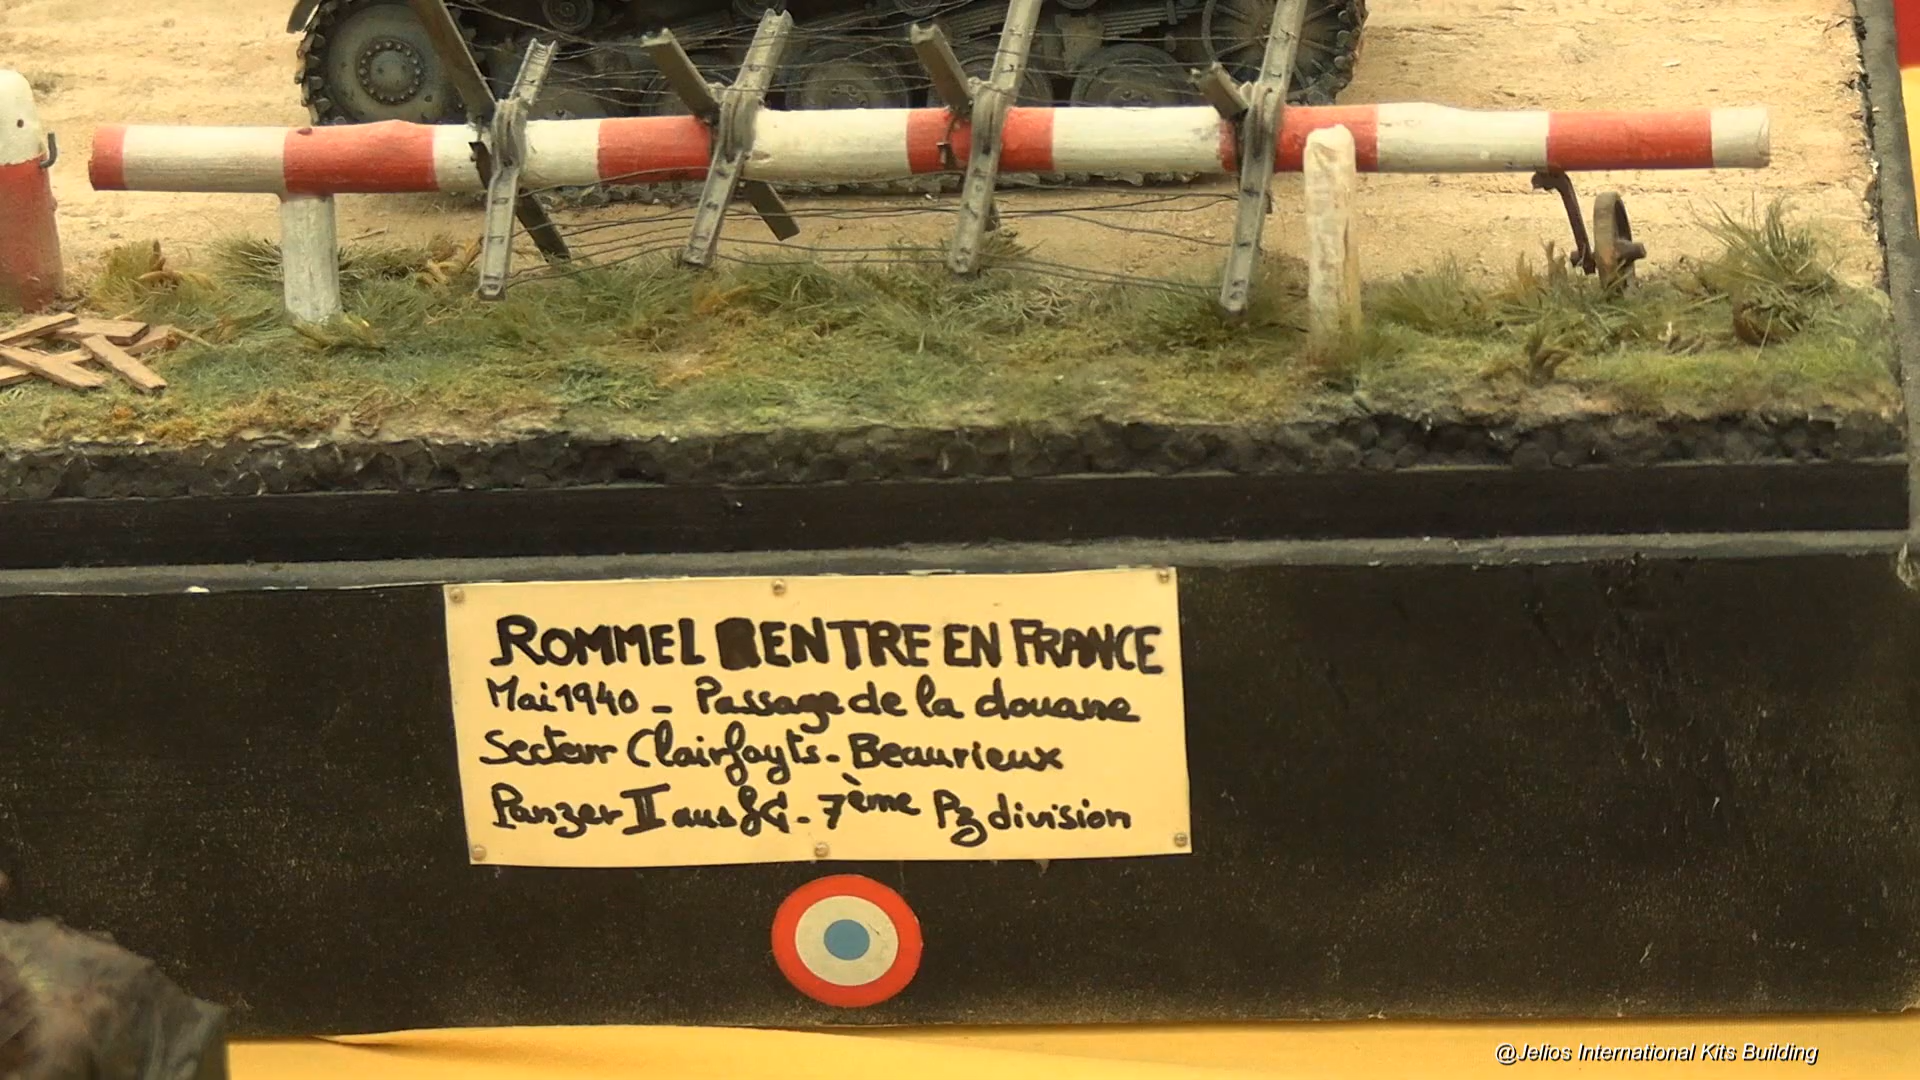 ROMMEL RENTRE EN FRANCE
Mai 1940 - Passage de la douane
Secteur Clairfayts - Beaurieux
Panzer II ausf C - 7ème Pz division
@Jelios International Kits Building